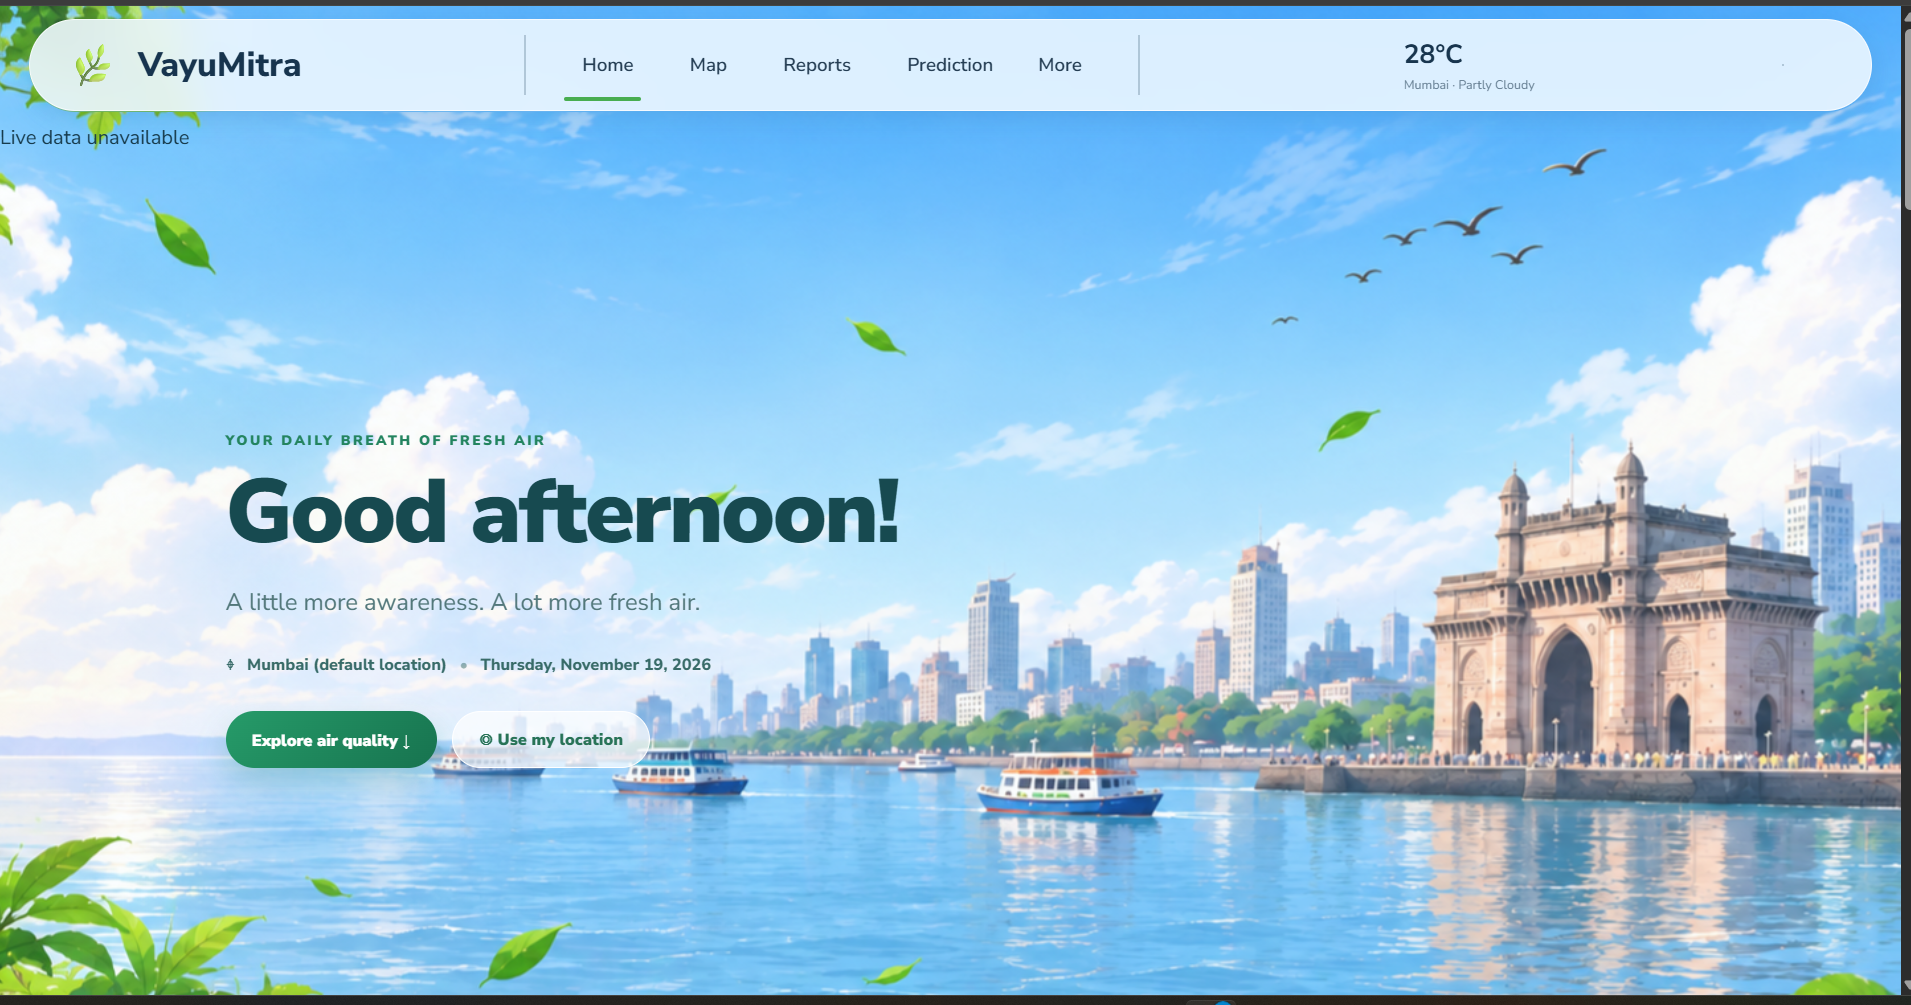 VayuMitra
Home Map Reports Prediction More
28°C
Mumbai · Partly Cloudy
Live data unavailable
YOUR DAILY BREATH OF FRESH AIR
Good afternoon!
A little more awareness. A lot more fresh air.
Mumbai (default location) • Thursday, November 19, 2026
Explore air quality ↓
Use my location